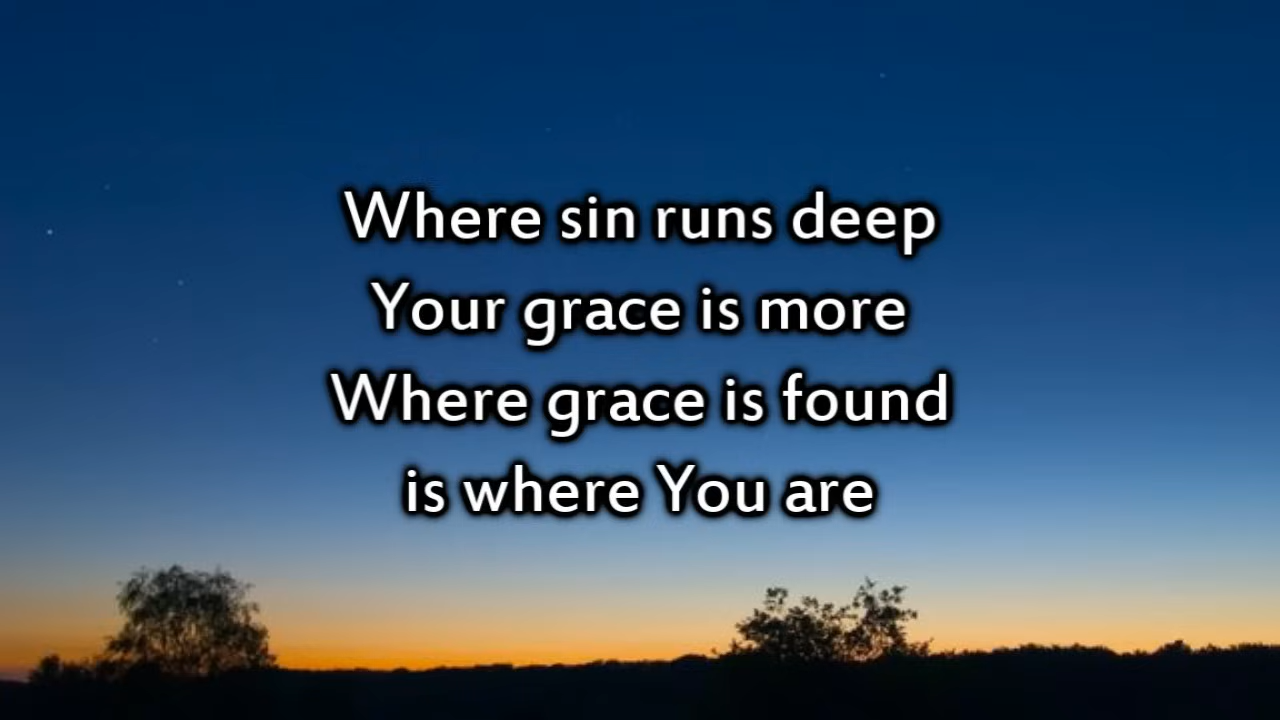 Where sin runs deep
Your grace is more
Where grace is found
is where You are